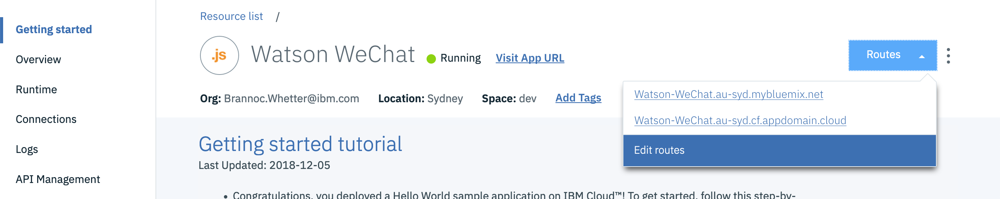 Getting started
Overview
Runtime
Connections
Logs
API Management
Resource list /
.js
Watson WeChat
Running
Visit App URL
Routes
Org: Brannoc.Whetter@ibm.com
Location: Sydney
Space: dev
Add Tags
Watson-WeChat.au-syd.mybluemix.net
Watson-WeChat.au-syd.cf.appdomain.cloud
Edit routes
Getting started tutorial
Last Updated: 2018-12-05
• Congratulations, you deployed a Hello World sample application on IBM Cloud™! To get started, follow this step-by-